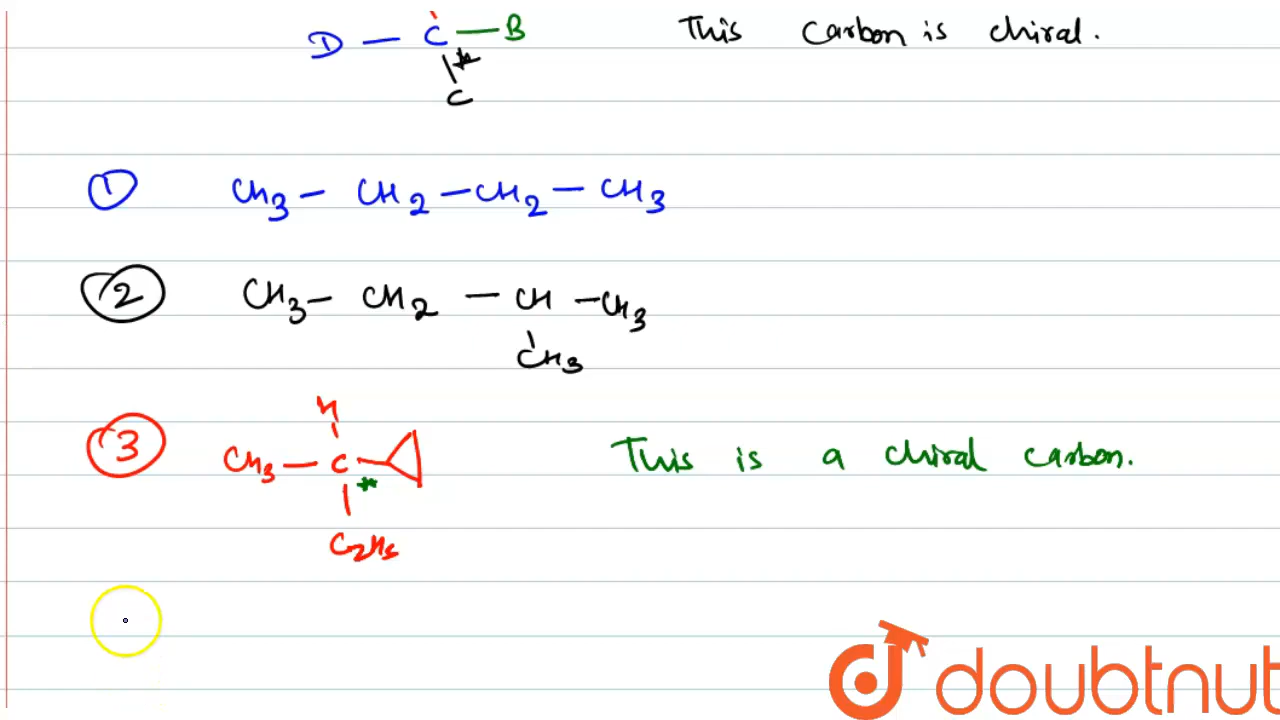 D — C — B This Carbon is chiral.
*
C
① CH3 — CH2 — CH2 — CH3
② CH3 — CH2 — CH — CH3
CH3
H
③ CH3 — C — This is a chiral carbon.
*
C2H5
doubtnut